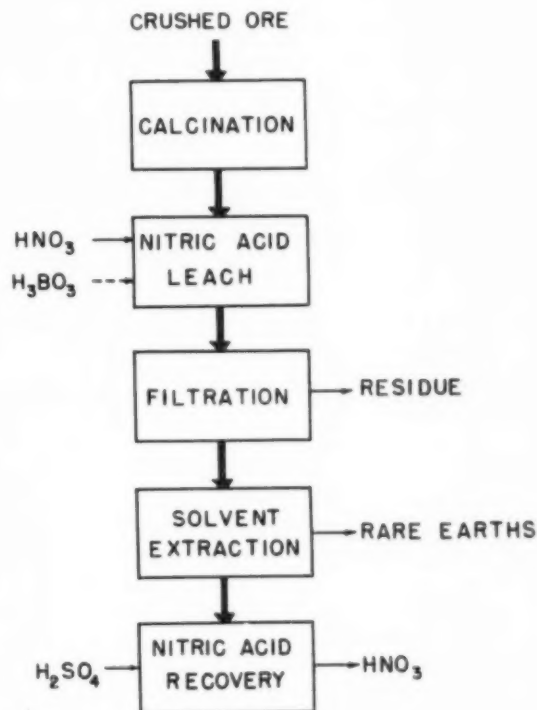 CRUSHED ORE
CALCINATION
HNO₃
H₃BO₃
NITRIC ACID
LEACH
FILTRATION
RESIDUE
SOLVENT
EXTRACTION
RARE EARTHS
H₂SO₄
NITRIC ACID
RECOVERY
HNO₃